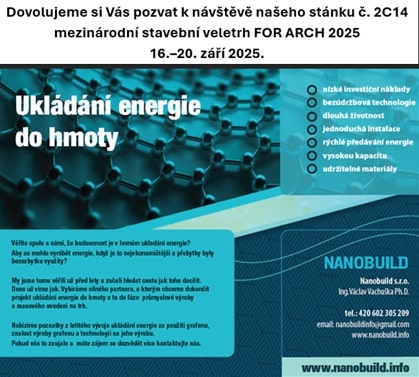 Dovolujeme si Vás pozvat k návštěvě našeho stánku č. 2C14
mezinárodní stavební veletrh FOR ARCH 2025
16.–20. září 2025.
Ukládání energie
do hmoty
nízké investiční náklady
bezúdržbová technologie
dlouhá životnost
jednoduchá instalace
rýchlé předávání energie
vysokou kapacitu
udržitelné materiály
Věříte spolu s námi, že budoucnost je v levném ukládání energie?
Aby se mohla vyrábět energie, když je to nejekonomičtější a přebytky byly
bezezbytku využity?
My jsme tomu věřili už před lety a začali hledat cestu jak toho docílit.
Dnes už víme jak. Vybíráme silného partnera, s kterým chceme dokončit
projekt ukládání energie do hmoty a to do fáze průmyslové výroby
a masového uvedení na trh.
Nabízíme poznatky z letitého vývoje ukládání energie za použití grafenu,
znalost výroby grafenu a technologii na jeho výrobu.
Pokud vás to zaujalo a máte zájem se dozvědět více kontaktujte nás.
NANOBUILD
Nanobuild s.r.o.
Ing. Václav Vachuška Ph.D.
tel.: +420 602 305 209
email: nanobuildinfo@gmail.com
www.nanobuild.info
www.nanobuild.info